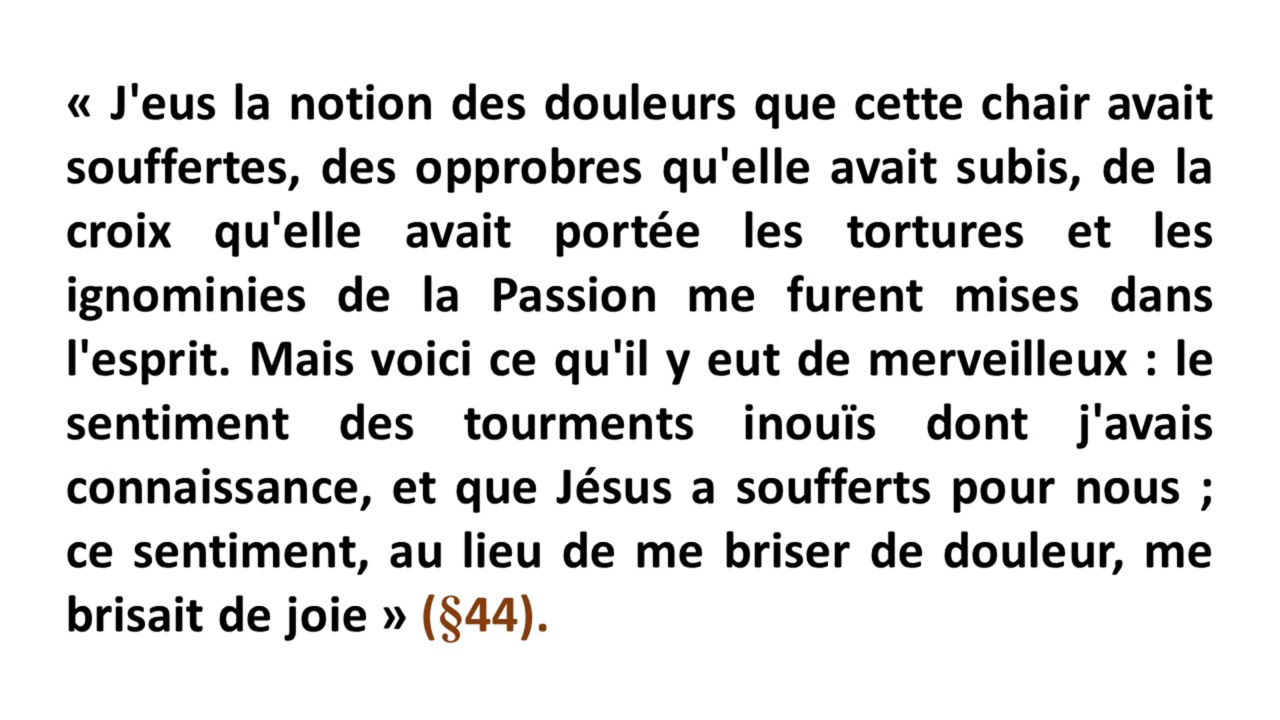 « J'eus la notion des douleurs que cette chair avait
souffertes, des opprobres qu'elle avait subis, de la
croix qu'elle avait portée les tortures et les
ignominies de la Passion me furent mises dans
l'esprit. Mais voici ce qu'il y eut de merveilleux : le
sentiment des tourments inouïs dont j'avais
connaissance, et que Jésus a soufferts pour nous ;
ce sentiment, au lieu de me briser de douleur, me
brisait de joie » (§44).